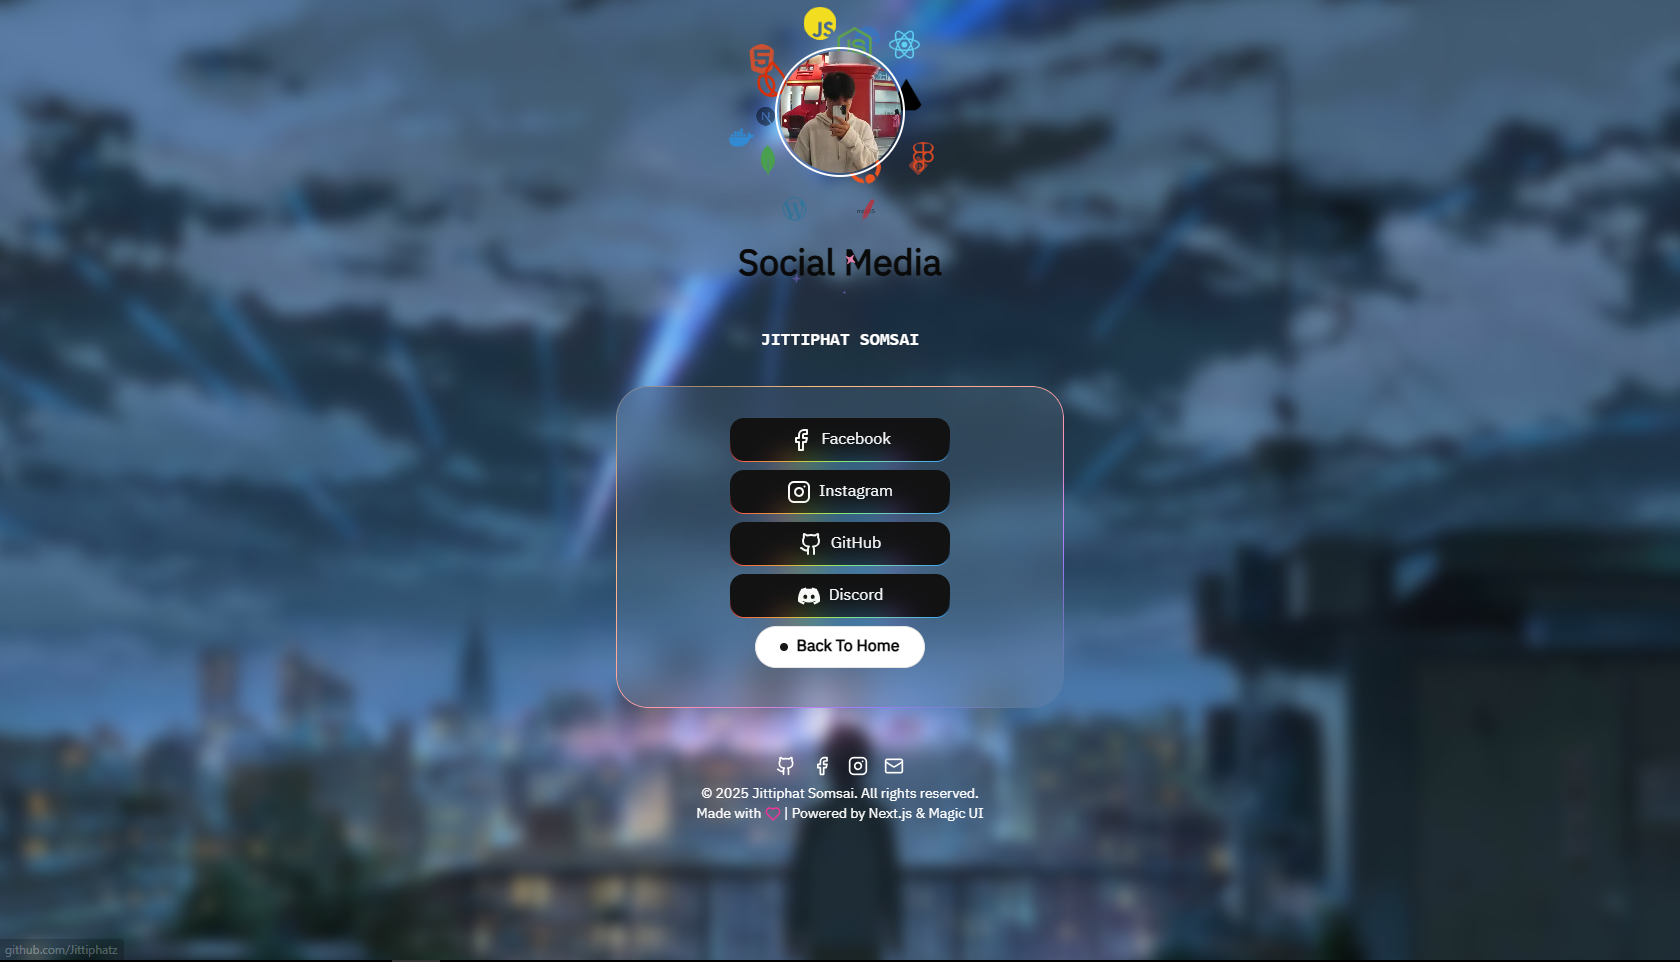 JS
Social Media
JITTIPHAT SOMSAI
Facebook
Instagram
GitHub
Discord
Back To Home
© 2025 Jittiphat Somsai. All rights reserved.
Made with | Powered by Next.js & Magic UI
github.com/Jittiphatz